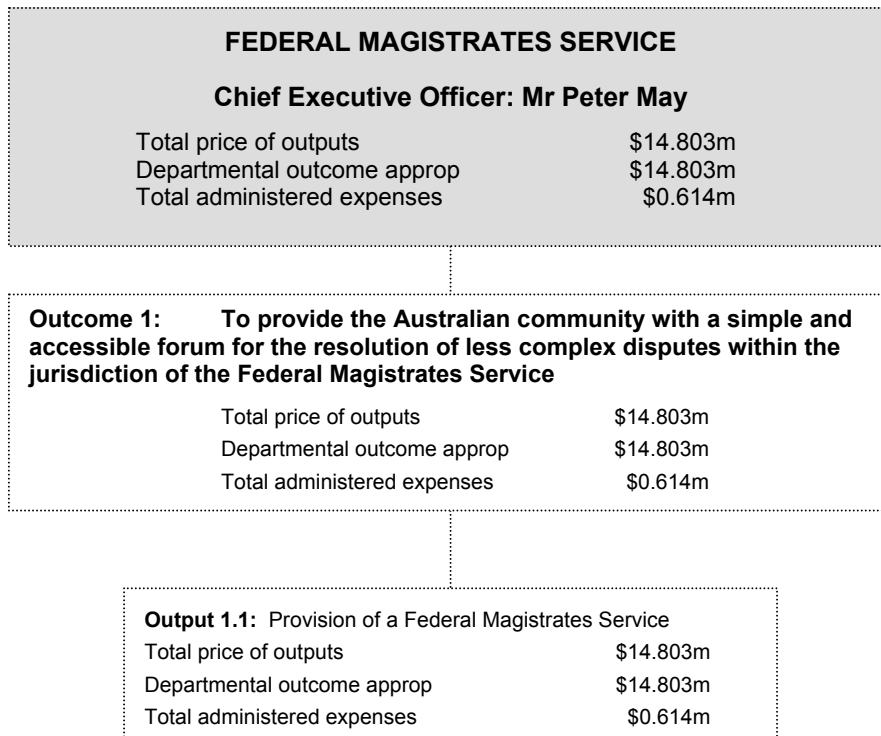 FEDERAL MAGISTRATES SERVICE
Chief Executive Officer: Mr Peter May
Total price of outputs $14.803m
Departmental outcome approp $14.803m
Total administered expenses $0.614m
Outcome 1: To provide the Australian community with a simple and
accessible forum for the resolution of less complex disputes within the
jurisdiction of the Federal Magistrates Service
Total price of outputs $14.803m
Departmental outcome approp $14.803m
Total administered expenses $0.614m
Output 1.1: Provision of a Federal Magistrates Service
Total price of outputs $14.803m
Departmental outcome approp $14.803m
Total administered expenses $0.614m